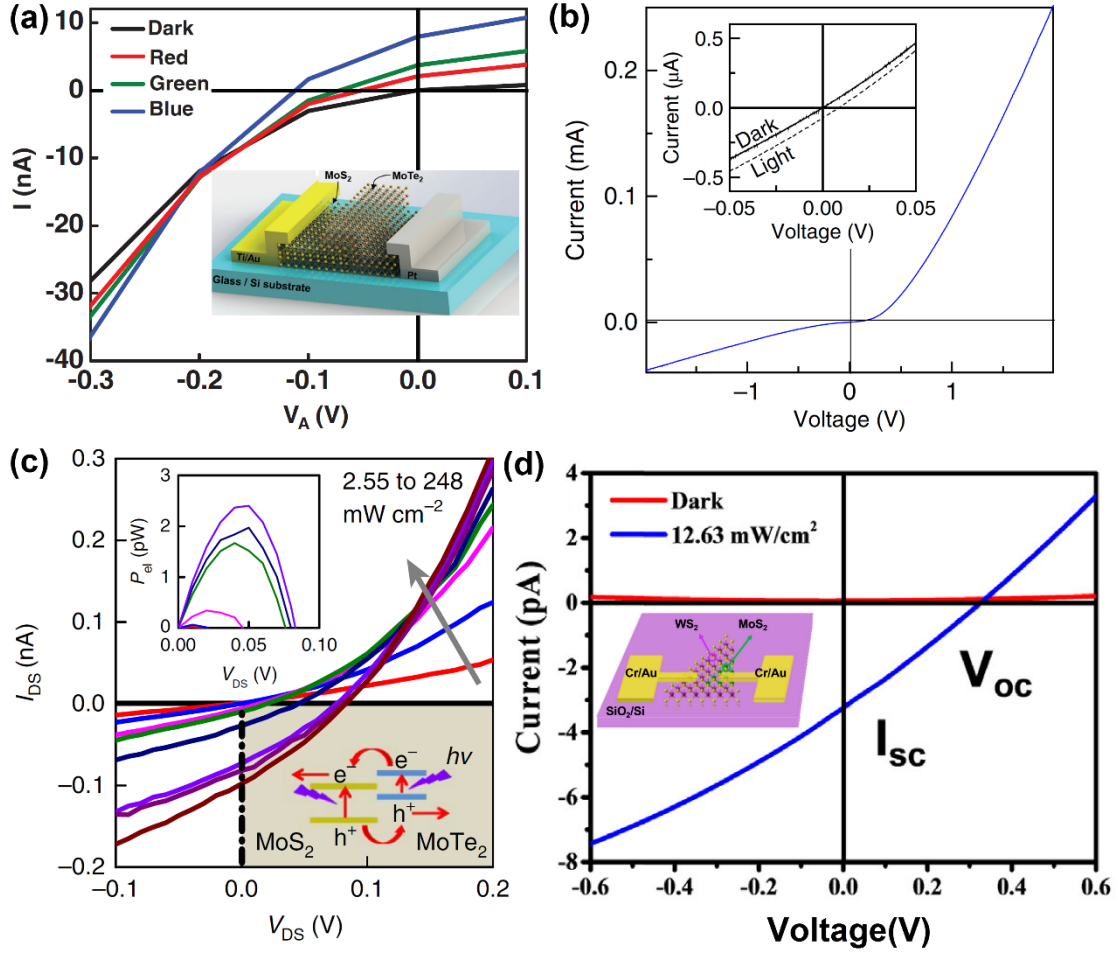 (a)
10
0
-10
-20
-30
-40
I (nA)
Dark
Red
Green
Blue
MoS2
MoTe2
Ti/Au
Pt
Glass / Si substrate
-0.3
-0.2
-0.1
0.0
0.1
VA (V)
(b)
0.2
0.1
0.0
Current (mA)
0.5
0.0
−0.5
Current (μA)
Dark
Light
−0.05
0.00
0.05
Voltage (V)
−1
0
1
Voltage (V)
(c)
0.3
0.2
0.1
0.0
−0.1
−0.2
IDS (nA)
3
2
1
0
Pel (pW)
0.00
0.05
0.10
VDS (V)
2.55 to 248
mW cm−2
e−
e−
hν
h+
h+
MoS2
MoTe2
−0.1
0.0
0.1
0.2
VDS (V)
(d)
4
2
0
-2
-4
-6
-8
Current (pA)
Dark
12.63 mW/cm2
WS2
MoS2
Cr/Au
Cr/Au
SiO2/Si
Voc
Isc
-0.6
-0.4
-0.2
0.0
0.2
0.4
0.6
Voltage(V)